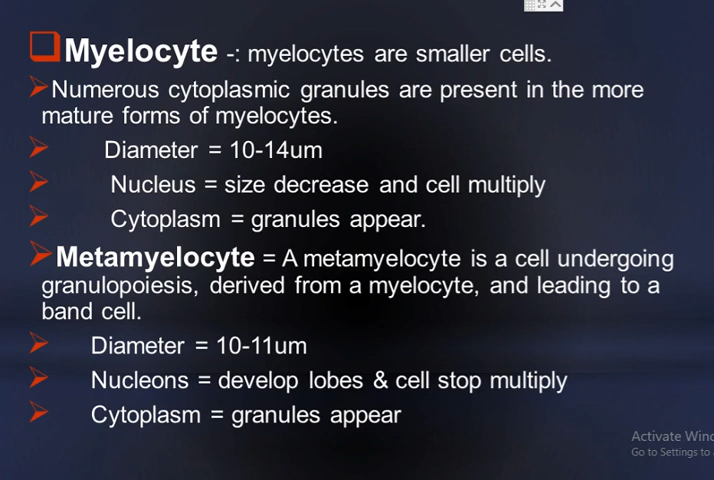 Myelocyte -: myelocytes are smaller cells.
Numerous cytoplasmic granules are present in the more
mature forms of myelocytes.
Diameter = 10-14um
Nucleus = size decrease and cell multiply
Cytoplasm = granules appear.
Metamyelocyte = A metamyelocyte is a cell undergoing
granulopoiesis, derived from a myelocyte, and leading to a
band cell.
Diameter = 10-11um
Nucleons = develop lobes & cell stop multiply
Cytoplasm = granules appear
Activate Wind
Go to Settings to